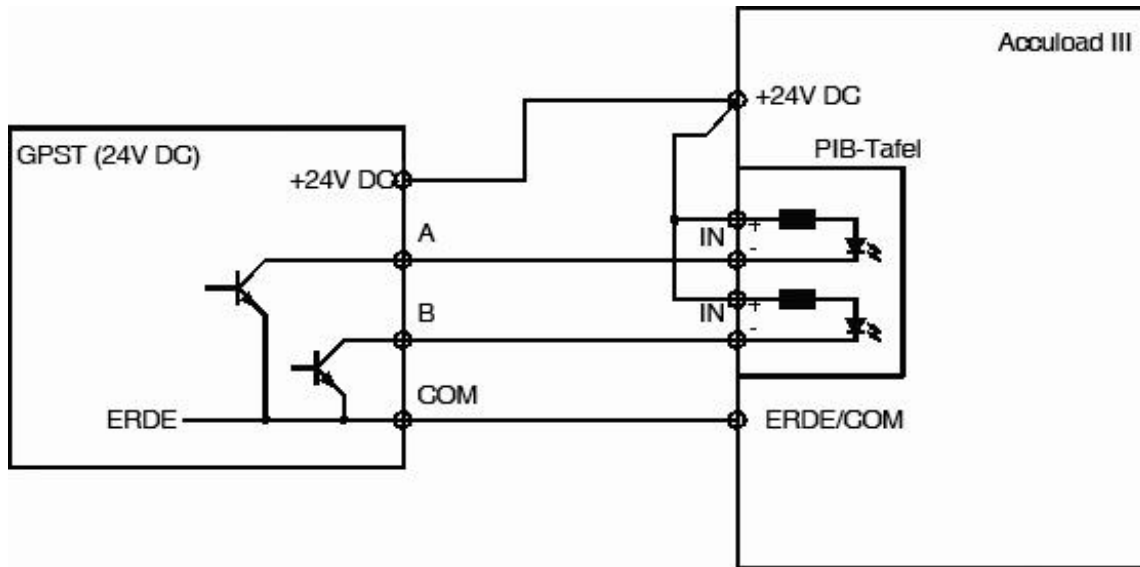 Accuload III
+24V DC
GPST (24V DC)
PIB-Tafel
+24V DC
A
IN
+
-
B
IN
+
-
COM
ERDE
ERDE/COM